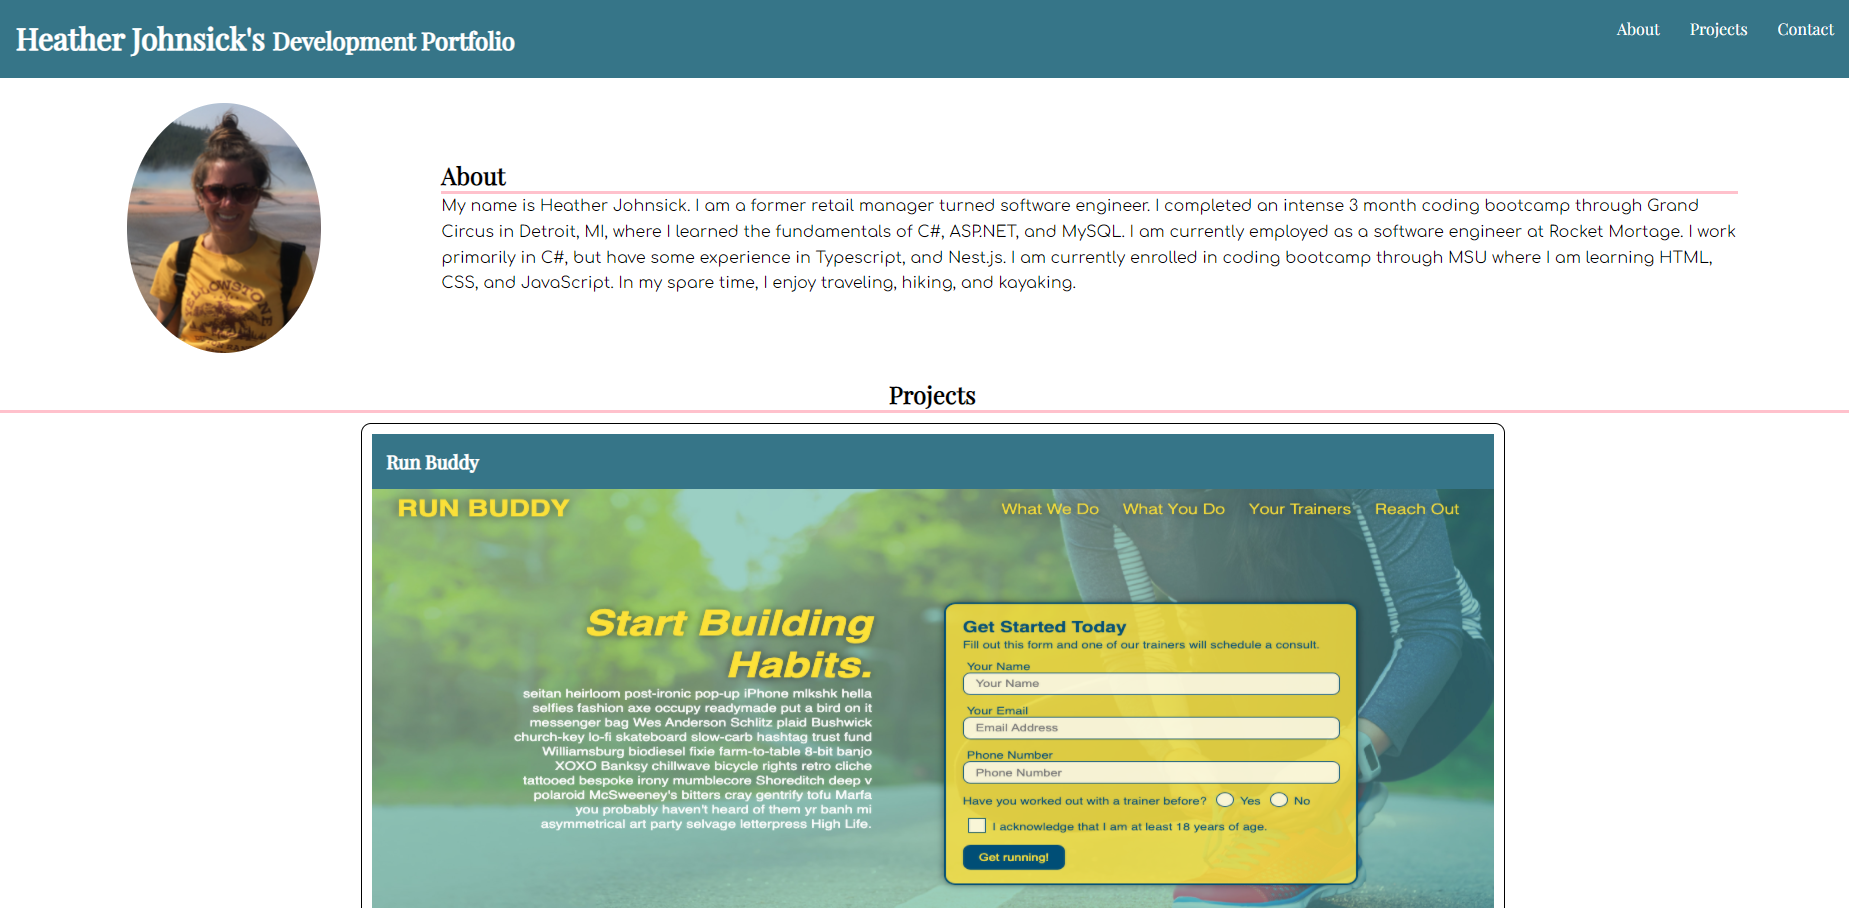 Heather Johnsick's Development Portfolio
About Projects Contact
YELLOWSTONE
About
My name is Heather Johnsick. I am a former retail manager turned software engineer. I completed an intense 3 month coding bootcamp through Grand
Circus in Detroit, MI, where I learned the fundamentals of C#, ASP.NET, and MySQL. I am currently employed as a software engineer at Rocket Mortage. I work
primarily in C#, but have some experience in Typescript, and Nest.js. I am currently enrolled in coding bootcamp through MSU where I am learning HTML,
CSS, and JavaScript. In my spare time, I enjoy traveling, hiking, and kayaking.
Projects
Run Buddy
RUN BUDDY
What We Do What You Do Your Trainers Reach Out
Start Building
Habits.
seitan heirloom post-ironic pop-up iPhone mlkshk hella
selfies fashion axe occupy readymade put a bird on it
messenger bag Wes Anderson Schlitz plaid Bushwick
church-key lo-fi skateboard slow-carb hashtag trust fund
Williamsburg biodiesel fixie farm-to-table 8-bit banjo
XOXO Banksy chillwave bicycle rights retro cliche
tattooed bespoke irony mumblecore Shoreditch deep v
polaroid McSweeney's bitters cray gentrify tofu Marfa
you probably haven't heard of them yr banh mi
asymmetrical art party selvage letterpress High Life.
Get Started Today
Fill out this form and one of our trainers will schedule a consult.
Your Name
Your Name
Your Email
Email Address
Phone Number
Phone Number
Have you worked out with a trainer before? Yes No
I acknowledge that I am at least 18 years of age.
Get running!